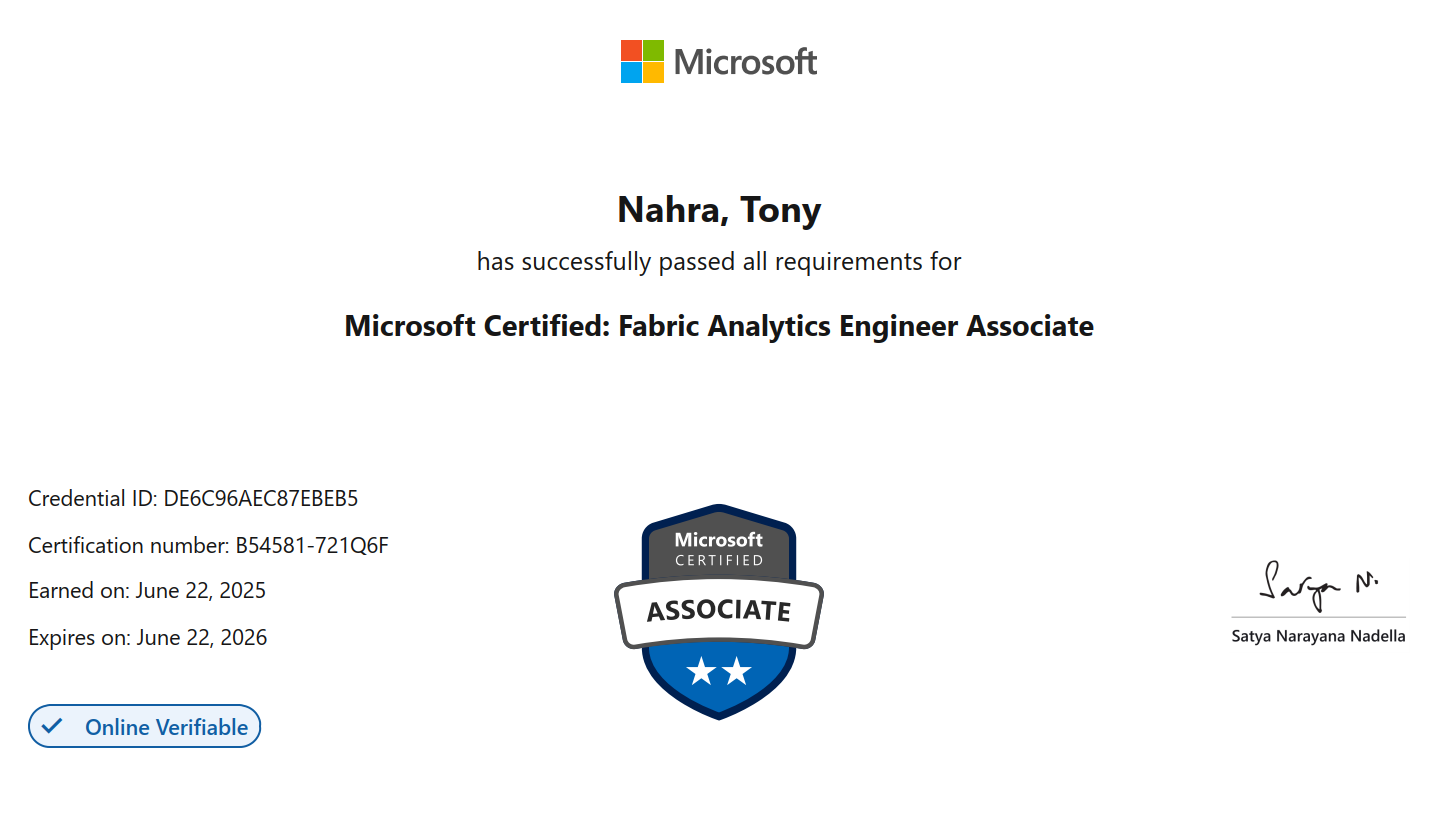 Microsoft
Nahra, Tony
has successfully passed all requirements for
Microsoft Certified: Fabric Analytics Engineer Associate
Credential ID: DE6C96AEC87EBEB5
Certification number: B54581-721Q6F
Earned on: June 22, 2025
Expires on: June 22, 2026
Online Verifiable
Microsoft
CERTIFIED
ASSOCIATE
Satya N.
Satya Narayana Nadella